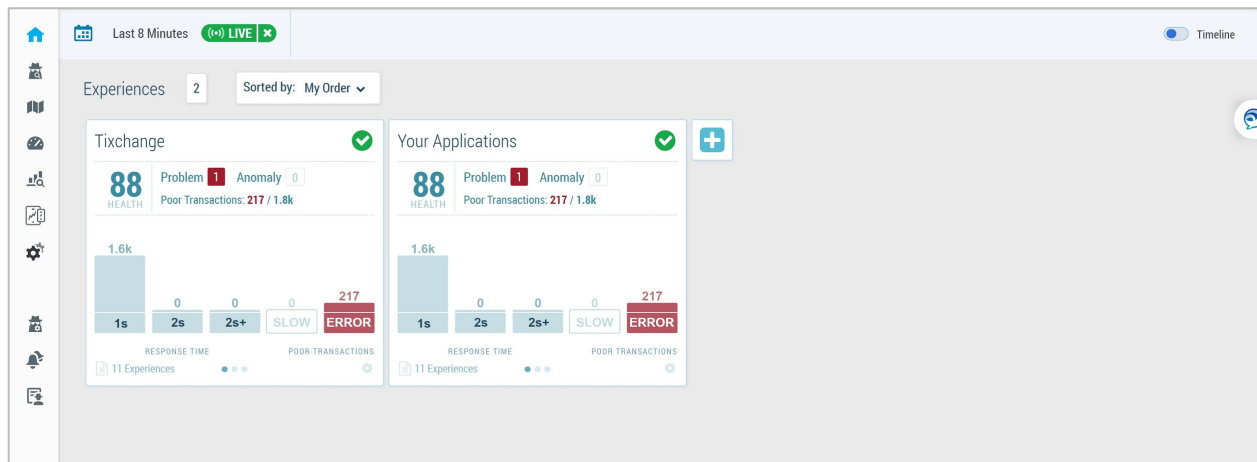 Last 8 Minutes LIVE Timeline
Experiences 2 Sorted by: My Order
Tixchange
88
HEALTH
Problem 1 Anomaly 0
Poor Transactions: 217 / 1.8k
1.6k 0 0 0 217
1s 2s 2s+ SLOW ERROR
RESPONSE TIME POOR TRANSACTIONS
11 Experiences
Your Applications
88
HEALTH
Problem 1 Anomaly 0
Poor Transactions: 217 / 1.8k
1.6k 0 0 0 217
1s 2s 2s+ SLOW ERROR
RESPONSE TIME POOR TRANSACTIONS
11 Experiences